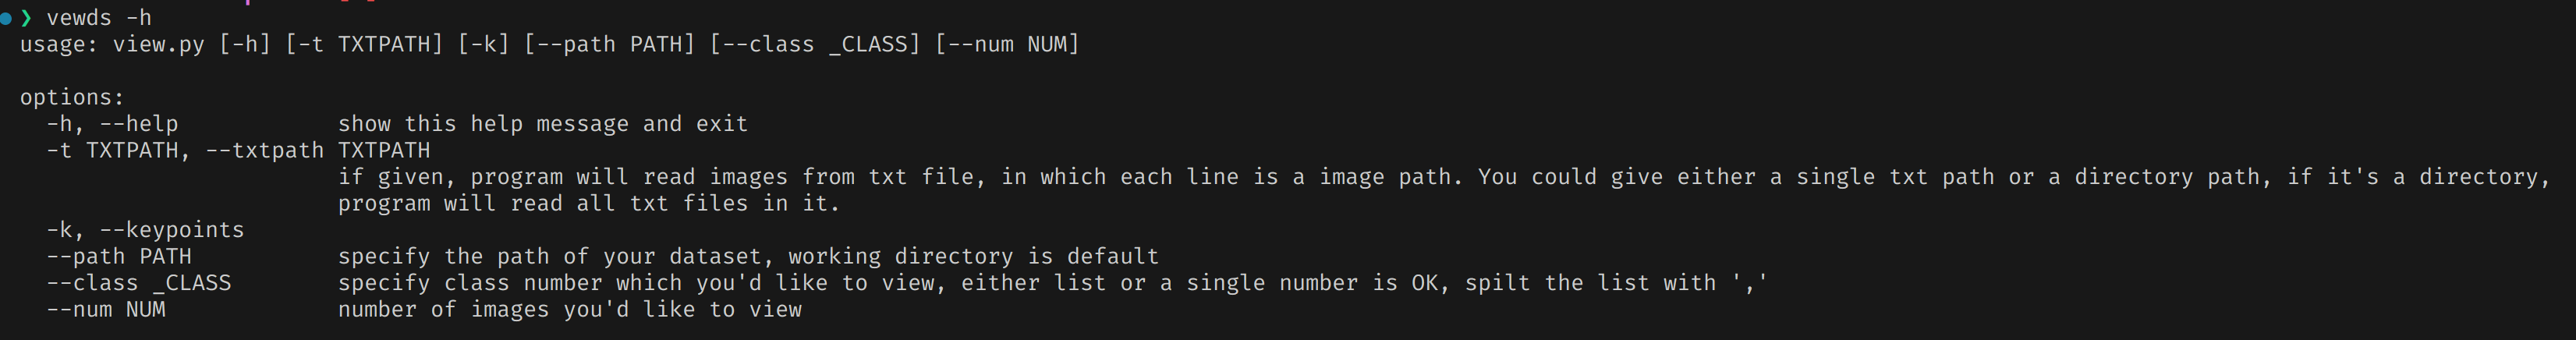 ❯ vewds -h
usage: view.py [-h] [-t TXTPATH] [-k] [--path PATH] [--class _CLASS] [--num NUM]
options:
-h, --help show this help message and exit
-t TXTPATH, --txtpath TXTPATH
if given, program will read images from txt file, in which each line is a image path. You could give either a single txt path or a directory path, if it's a directory,
program will read all txt files in it.
-k, --keypoints
--path PATH specify the path of your dataset, working directory is default
--class _CLASS specify class number which you'd like to view, either list or a single number is OK, spilt the list with ','
--num NUM number of images you'd like to view